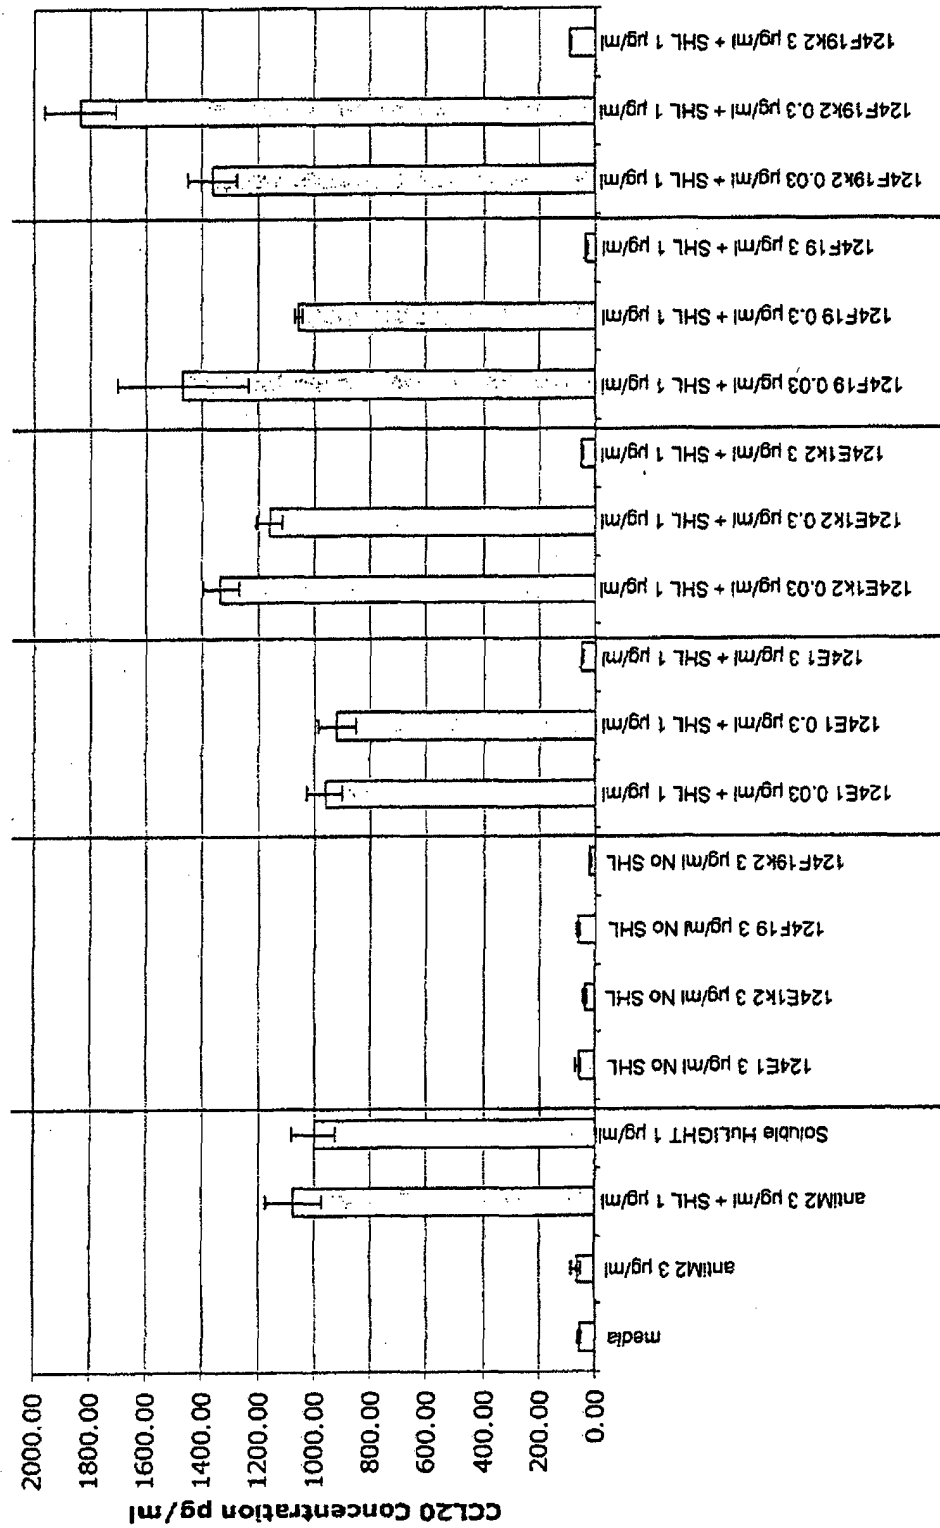 CCL20 Concentration pg/ml
2000.00
1800.00
1600.00
1400.00
1200.00
1000.00
800.00
600.00
400.00
200.00
0.00
media
antiM2 3 µg/ml
antiM2 3 µg/ml + SHL 1 µg/ml
Soluble HuLIGHT 1 µg/ml
124E1 3 µg/ml No SHL
124E1k2 3 µg/ml No SHL
124F19 3 µg/ml No SHL
124F19k2 3 µg/ml No SHL
124E1 0.03 µg/ml + SHL 1 µg/ml
124E1 0.3 µg/ml + SHL 1 µg/ml
124E1 3 µg/ml + SHL 1 µg/ml
124E1k2 0.03 µg/ml + SHL 1 µg/ml
124E1k2 0.3 µg/ml + SHL 1 µg/ml
124E1k2 3 µg/ml + SHL 1 µg/ml
124F19 0.03 µg/ml + SHL 1 µg/ml
124F19 0.3 µg/ml + SHL 1 µg/ml
124F19 3 µg/ml + SHL 1 µg/ml
124F19k2 0.03 µg/ml + SHL 1 µg/ml
124F19k2 0.3 µg/ml + SHL 1 µg/ml
124F19k2 3 µg/ml + SHL 1 µg/ml